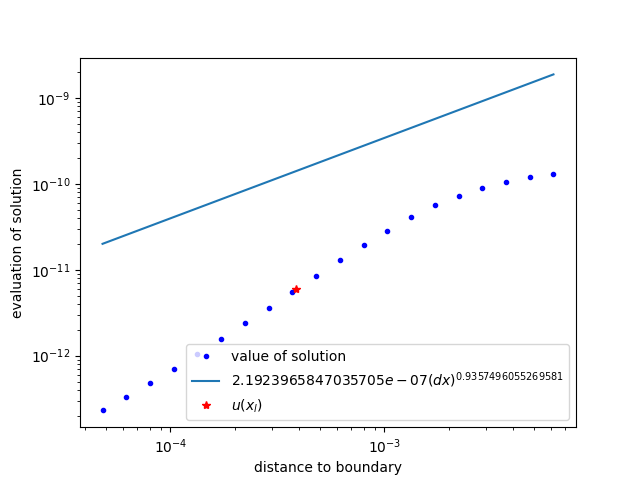 10⁻⁹
10⁻¹⁰
10⁻¹¹
10⁻¹²
evaluation of solution
value of solution
2.1923965847035705e − 07(dx)^0.9357496055269581
u(x_l)
10⁻⁴
10⁻³
distance to boundary